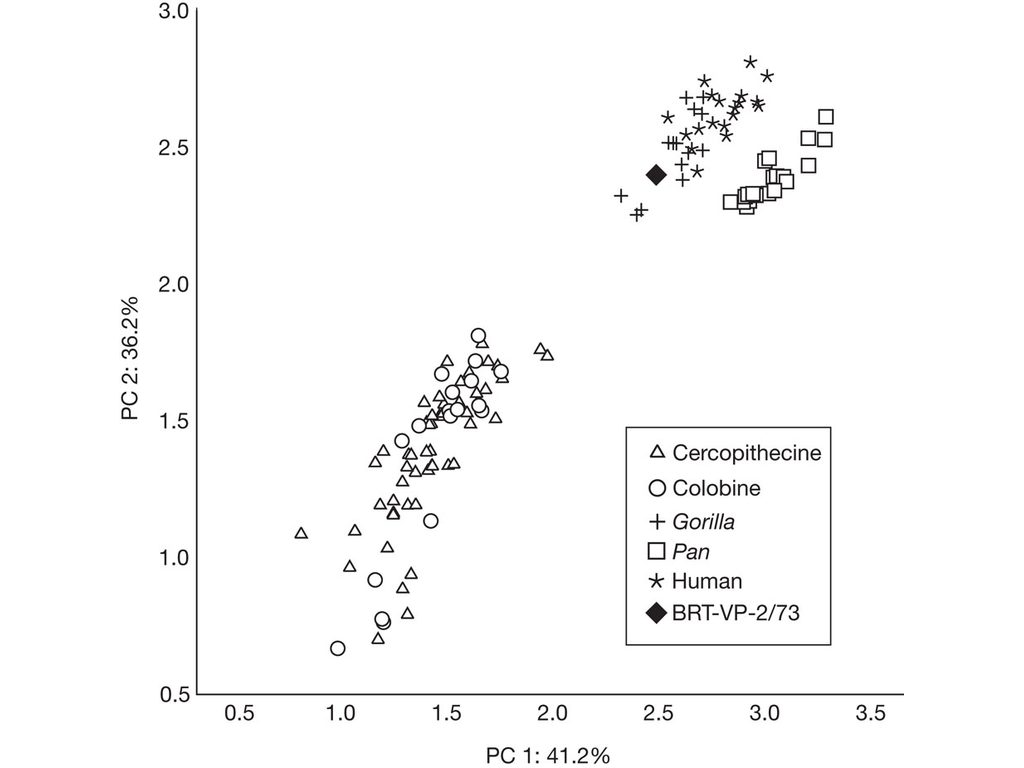 3.0
2.5
2.0
1.5
1.0
0.5
PC 2: 36.2%
Cercopithecine
Colobine
Gorilla
Pan
Human
BRT-VP-2/73
0.5 1.0 1.5 2.0 2.5 3.0 3.5
PC 1: 41.2%